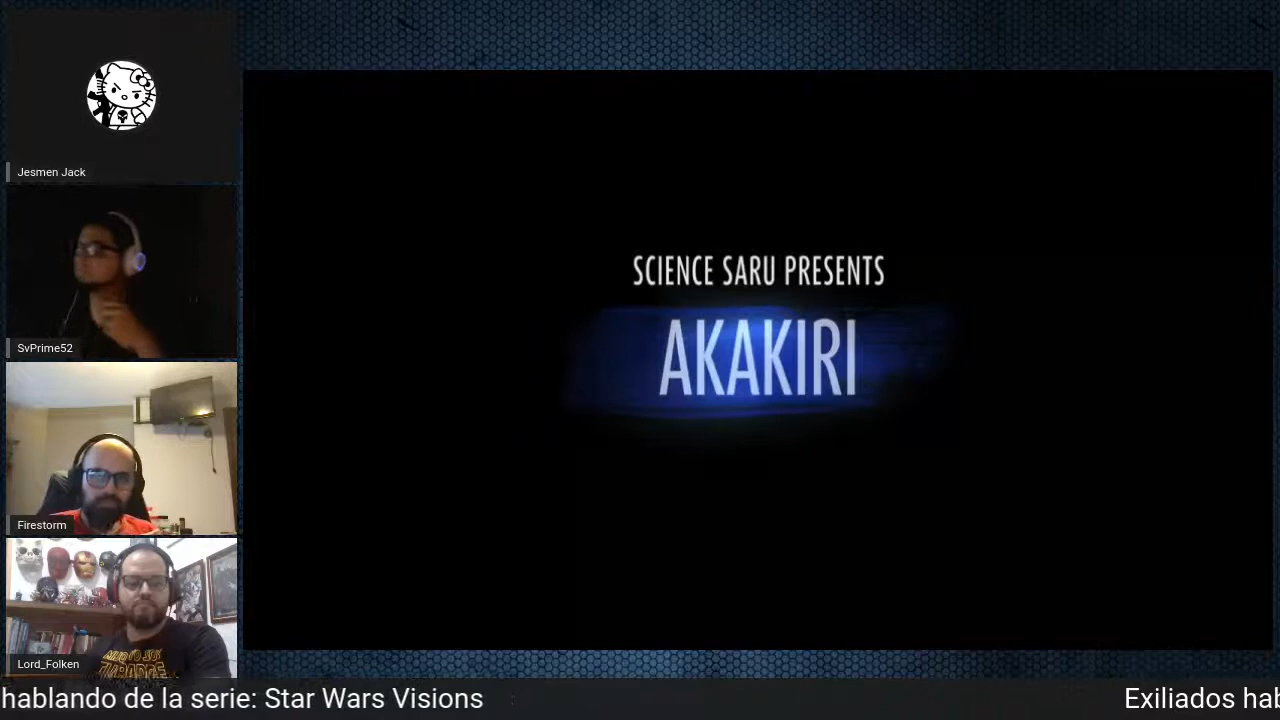 Jesmen Jack
SvPrime52
Firestorm
Lord_Folken
SCIENCE SARU PRESENTS
AKAKIRI
hablando de la serie: Star Wars Visions
Exiliados hab